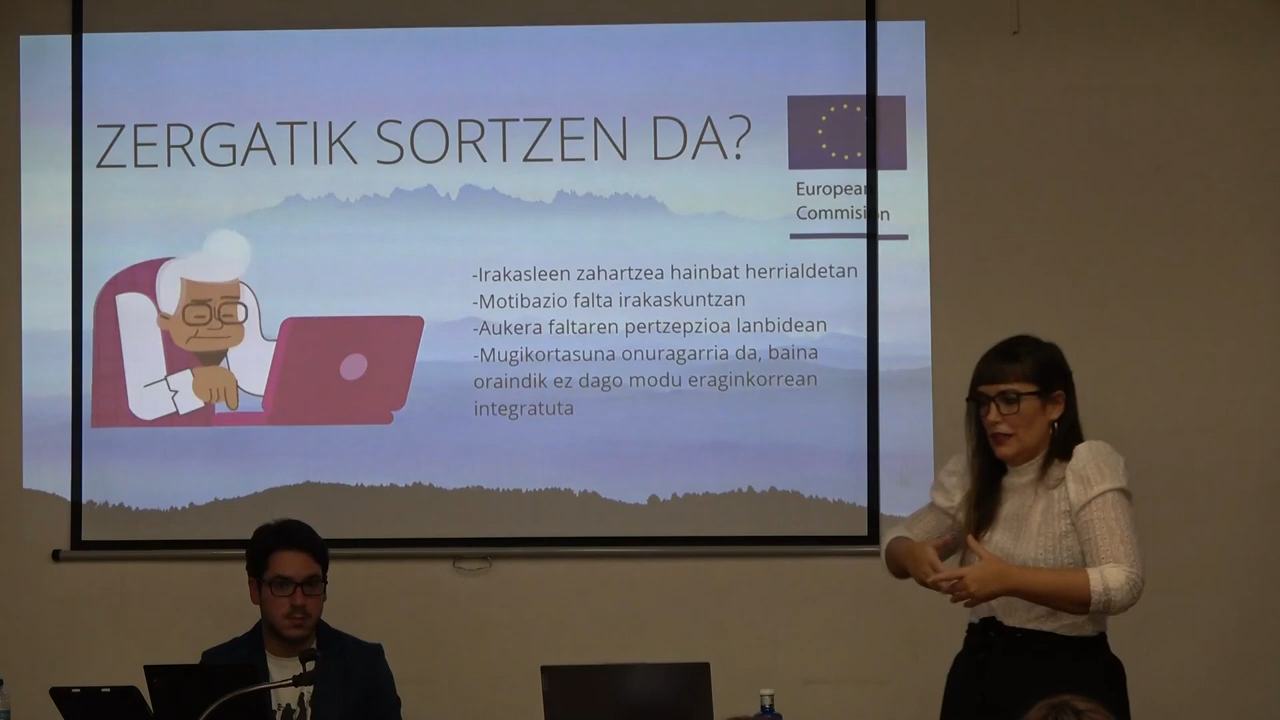 ZERGATIK SORTZEN DA?
European
Commision
-Irakasleen zahartzea hainbat herrialdetan
-Motibazio falta irakaskuntzan
-Aukera faltaren pertzepzioa lanbidean
-Mugikortasuna onuragarria da, baina
oraindik ez dago modu eraginkorrean
integratuta